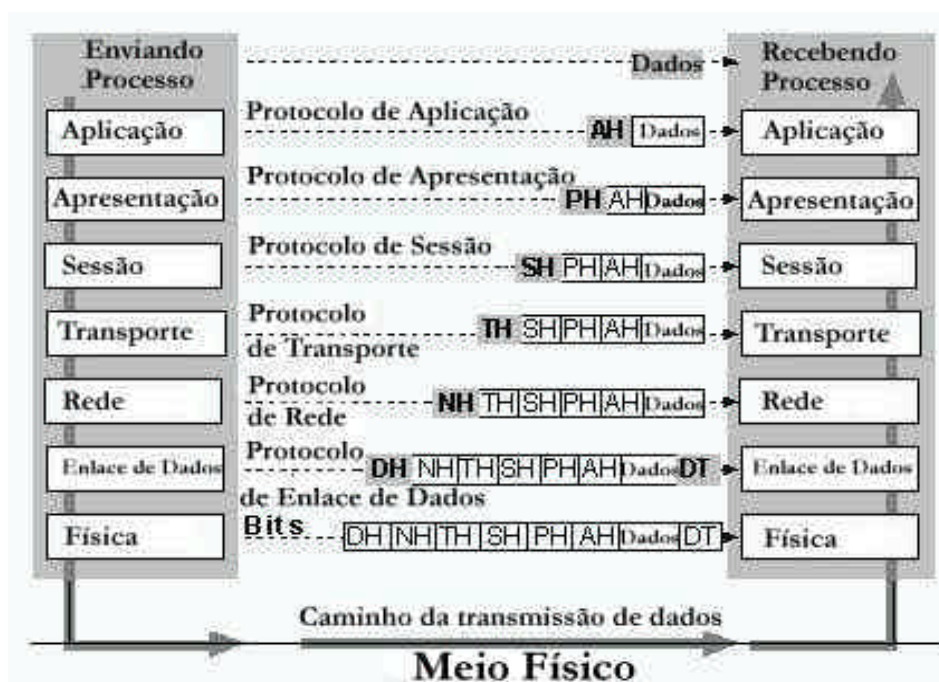 Enviando
Processo
Dados
Recebendo
Processo
Aplicação
Protocolo de Aplicação
AH Dados
Aplicação
Apresentação
Protocolo de Apresentação
PH AH Dados
Apresentação
Sessão
Protocolo de Sessão
SH PH AH Dados
Sessão
Transporte
Protocolo
de Transporte
TH SH PH AH Dados
Transporte
Rede
Protocolo
de Rede
NH TH SH PH AH Dados
Rede
Enlace de Dados
Protocolo
de Enlace de Dados
DH NH TH SH PH AH Dados DT
Enlace de Dados
Física
Bits
DH NH TH SH PH AH Dados DT
Física
Caminho da transmissão de dados
Meio Físico